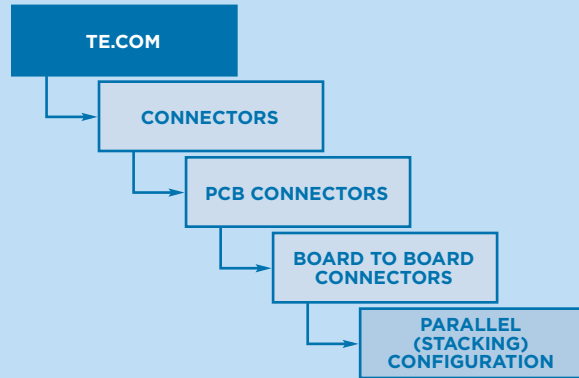 TE.COM
CONNECTORS
PCB CONNECTORS
BOARD TO BOARD
CONNECTORS
PARALLEL
(STACKING)
CONFIGURATION